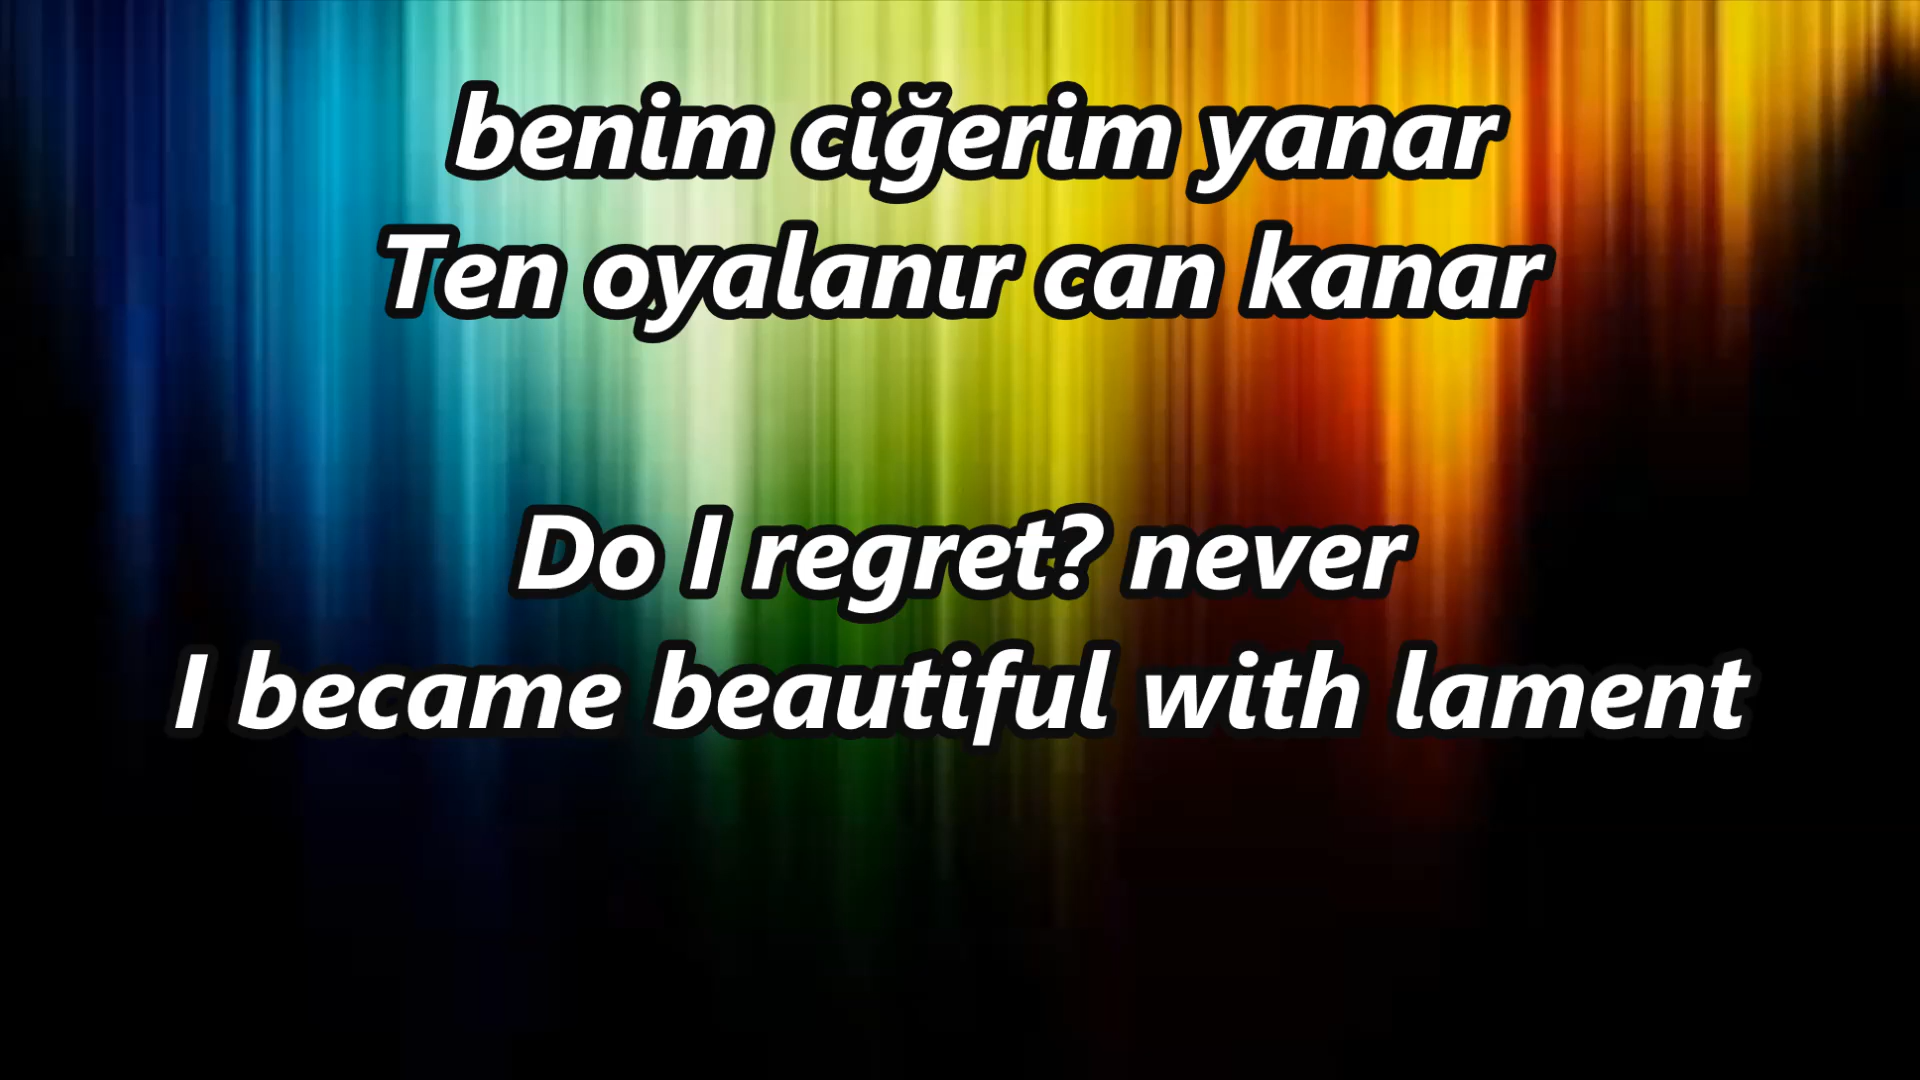 benim ciğerim yanar
Ten oyalanır can kanar
Do I regret? never
I became beautiful with lament